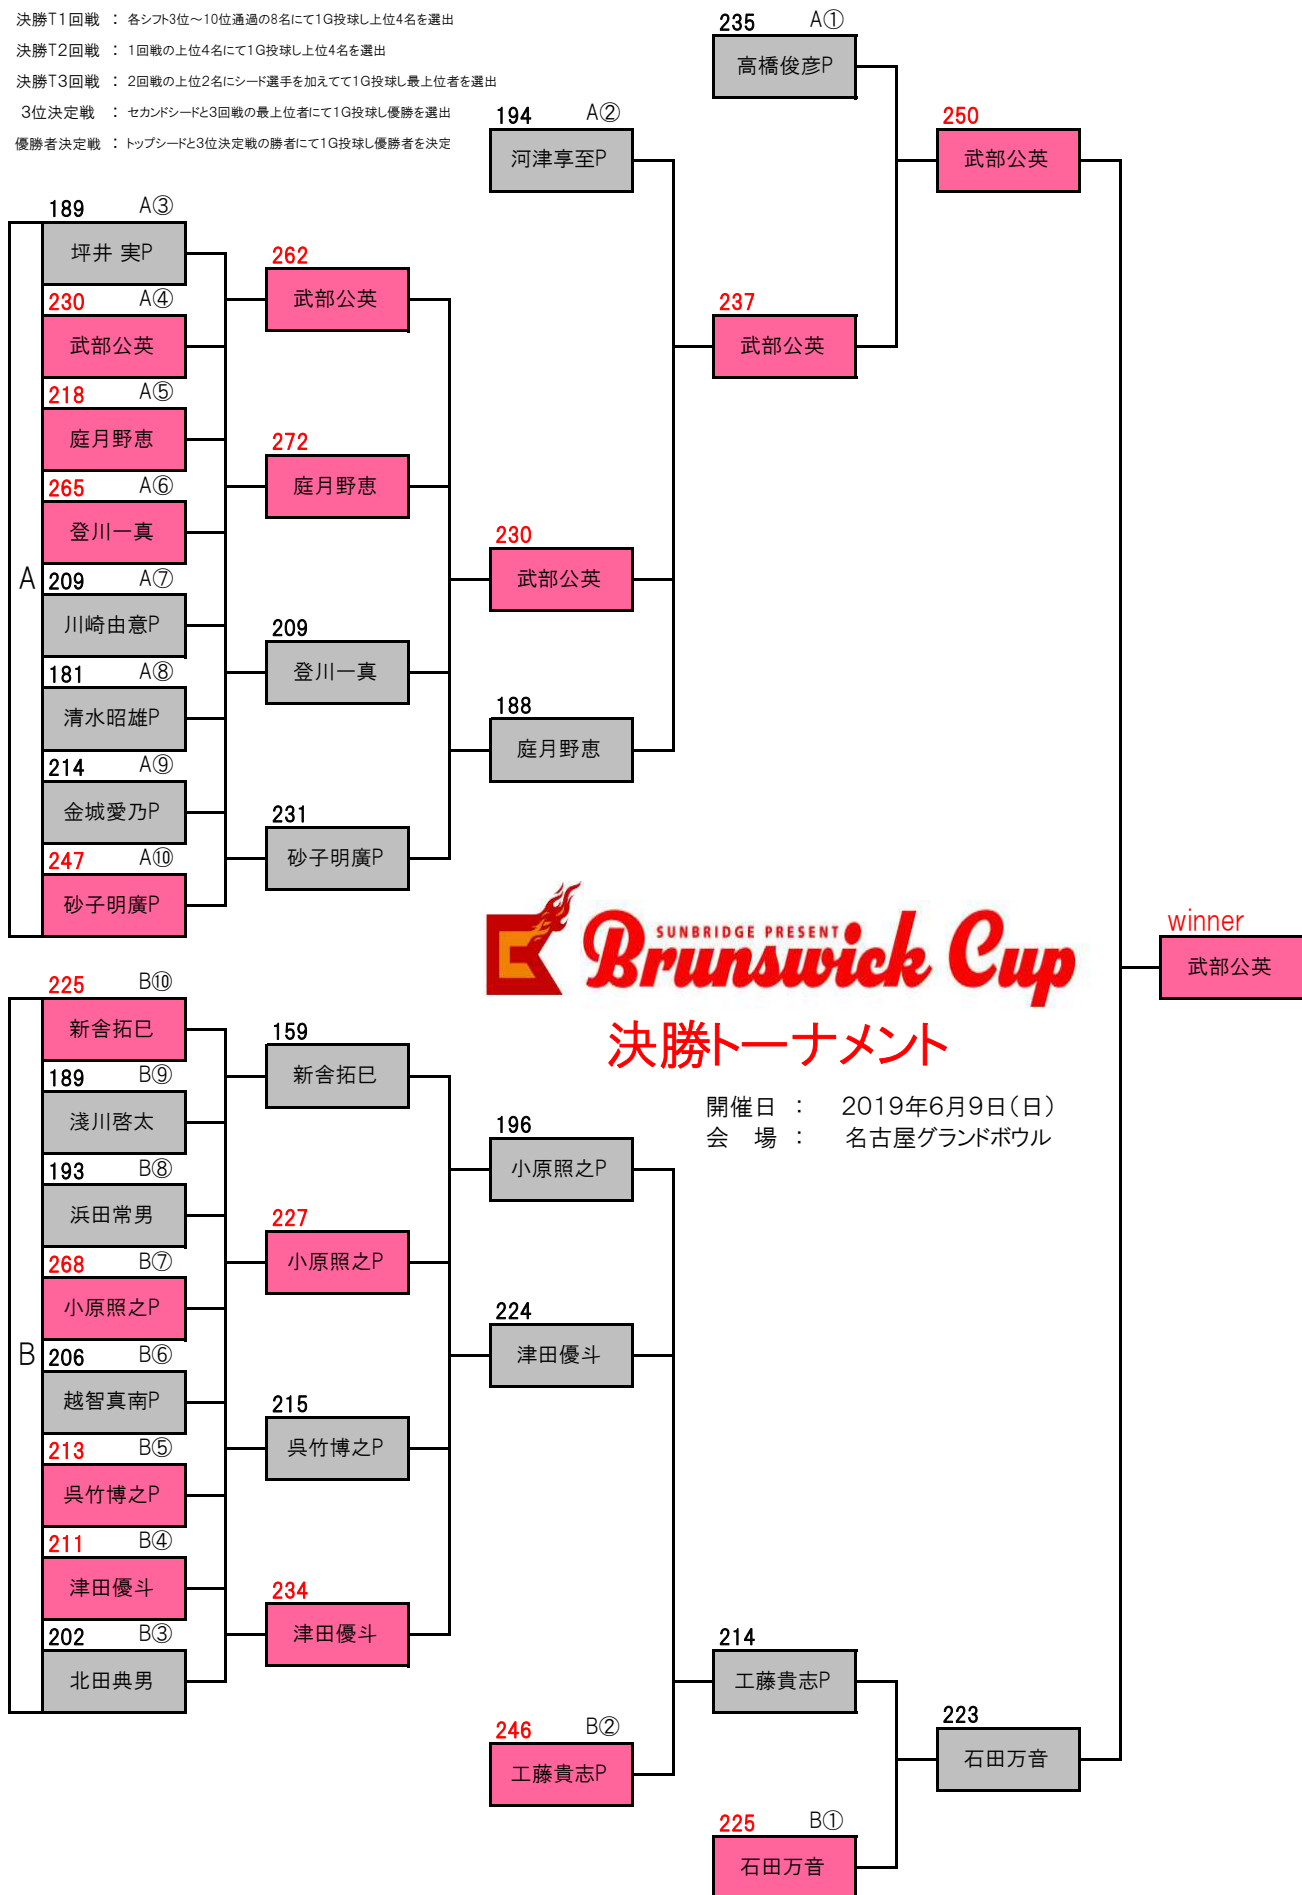 決勝T1回戦 ： 各シフト3位～10位通過の8名にて1G投球し上位4名を選出
決勝T2回戦 ： 1回戦の上位4名にて1G投球し上位4名を選出
決勝T3回戦 ： 2回戦の上位2名にシード選手を加えてて1G投球し最上位者を選出
3位決定戦 ： セカンドシードと3回戦の最上位者にて1G投球し優勝を選出
優勝者決定戦 ： トップシードと3位決定戦の勝者にて1G投球し優勝者を決定
235 A①
高橋俊彦P
194 A②
河津享至P
250
武部公英
A
189 A③
坪井 実P
230 A④
武部公英
218 A⑤
庭月野恵
265 A⑥
登川一真
209 A⑦
川崎由意P
181 A⑧
清水昭雄P
214 A⑨
金城愛乃P
247 A⑩
砂子明廣P
262
武部公英
272
庭月野恵
209
登川一真
231
砂子明廣P
230
武部公英
188
庭月野恵
237
武部公英
SUNBRIDGE PRESENT
Brunswick Cup
決勝トーナメント
開催日 ： 2019年6月9日(日)
会 場 ： 名古屋グランドボウル
winner
武部公英
B
225 B⑩
新舎拓巳
189 B⑨
淺川啓太
193 B⑧
浜田常男
268 B⑦
小原照之P
206 B⑥
越智真南P
213 B⑤
呉竹博之P
211 B④
津田優斗
202 B③
北田典男
159
新舎拓巳
227
小原照之P
215
呉竹博之P
234
津田優斗
196
小原照之P
224
津田優斗
246 B②
工藤貴志P
214
工藤貴志P
225 B①
石田万音
223
石田万音